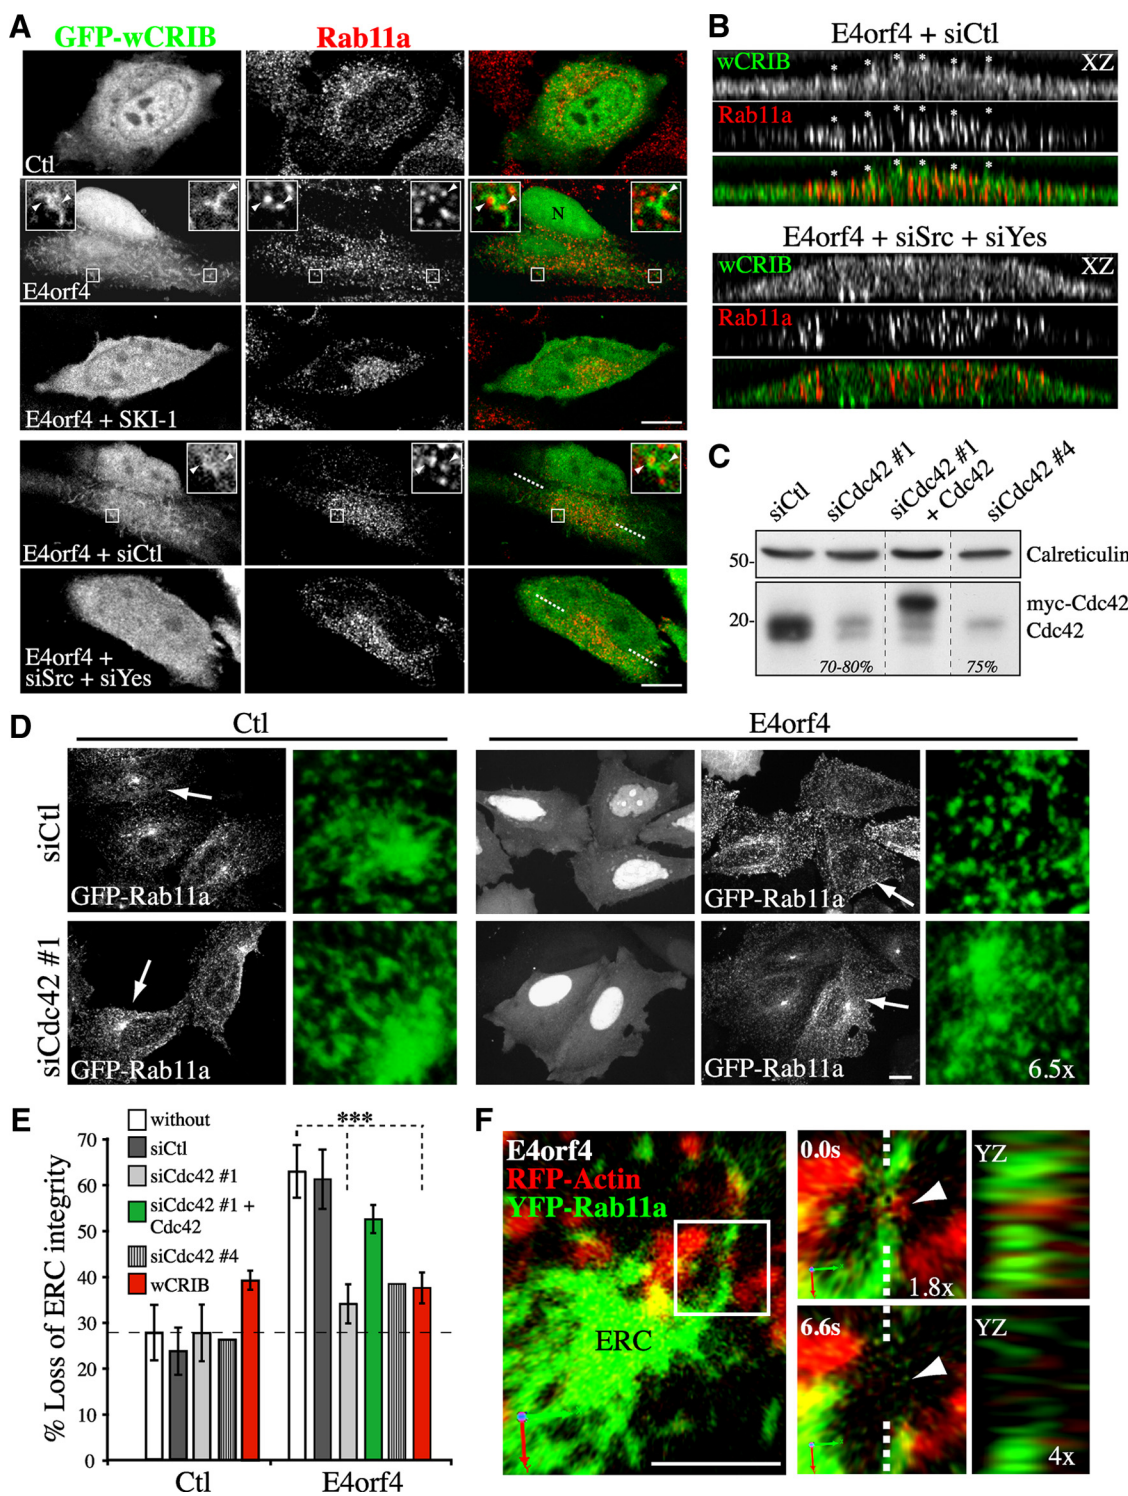 A
GFP-wCRIB
Rab11a
Ctl
N
E4orf4
E4orf4 + SKI-1
E4orf4 + siCtl
E4orf4 +
siSrc + siYes
B
E4orf4 + siCtl
wCRIB
XZ
Rab11a
E4orf4 + siSrc + siYes
wCRIB
XZ
Rab11a
C
siCtl
siCdc42 #1
siCdc42 #1
+ Cdc42
siCdc42 #4
50-
Calreticulin
20-
myc-Cdc42
Cdc42
70-80%
75%
D
Ctl
E4orf4
siCtl
GFP-Rab11a
GFP-Rab11a
siCdc42 #1
GFP-Rab11a
GFP-Rab11a
6.5x
E
% Loss of ERC integrity
without
siCtl
siCdc42 #1
siCdc42 #1 +
Cdc42
siCdc42 #4
wCRIB
***
70
60
50
40
30
20
10
0
Ctl
E4orf4
F
E4orf4
RFP-Actin
YFP-Rab11a
ERC
0.0s
1.8x
YZ
6.6s
YZ
4x